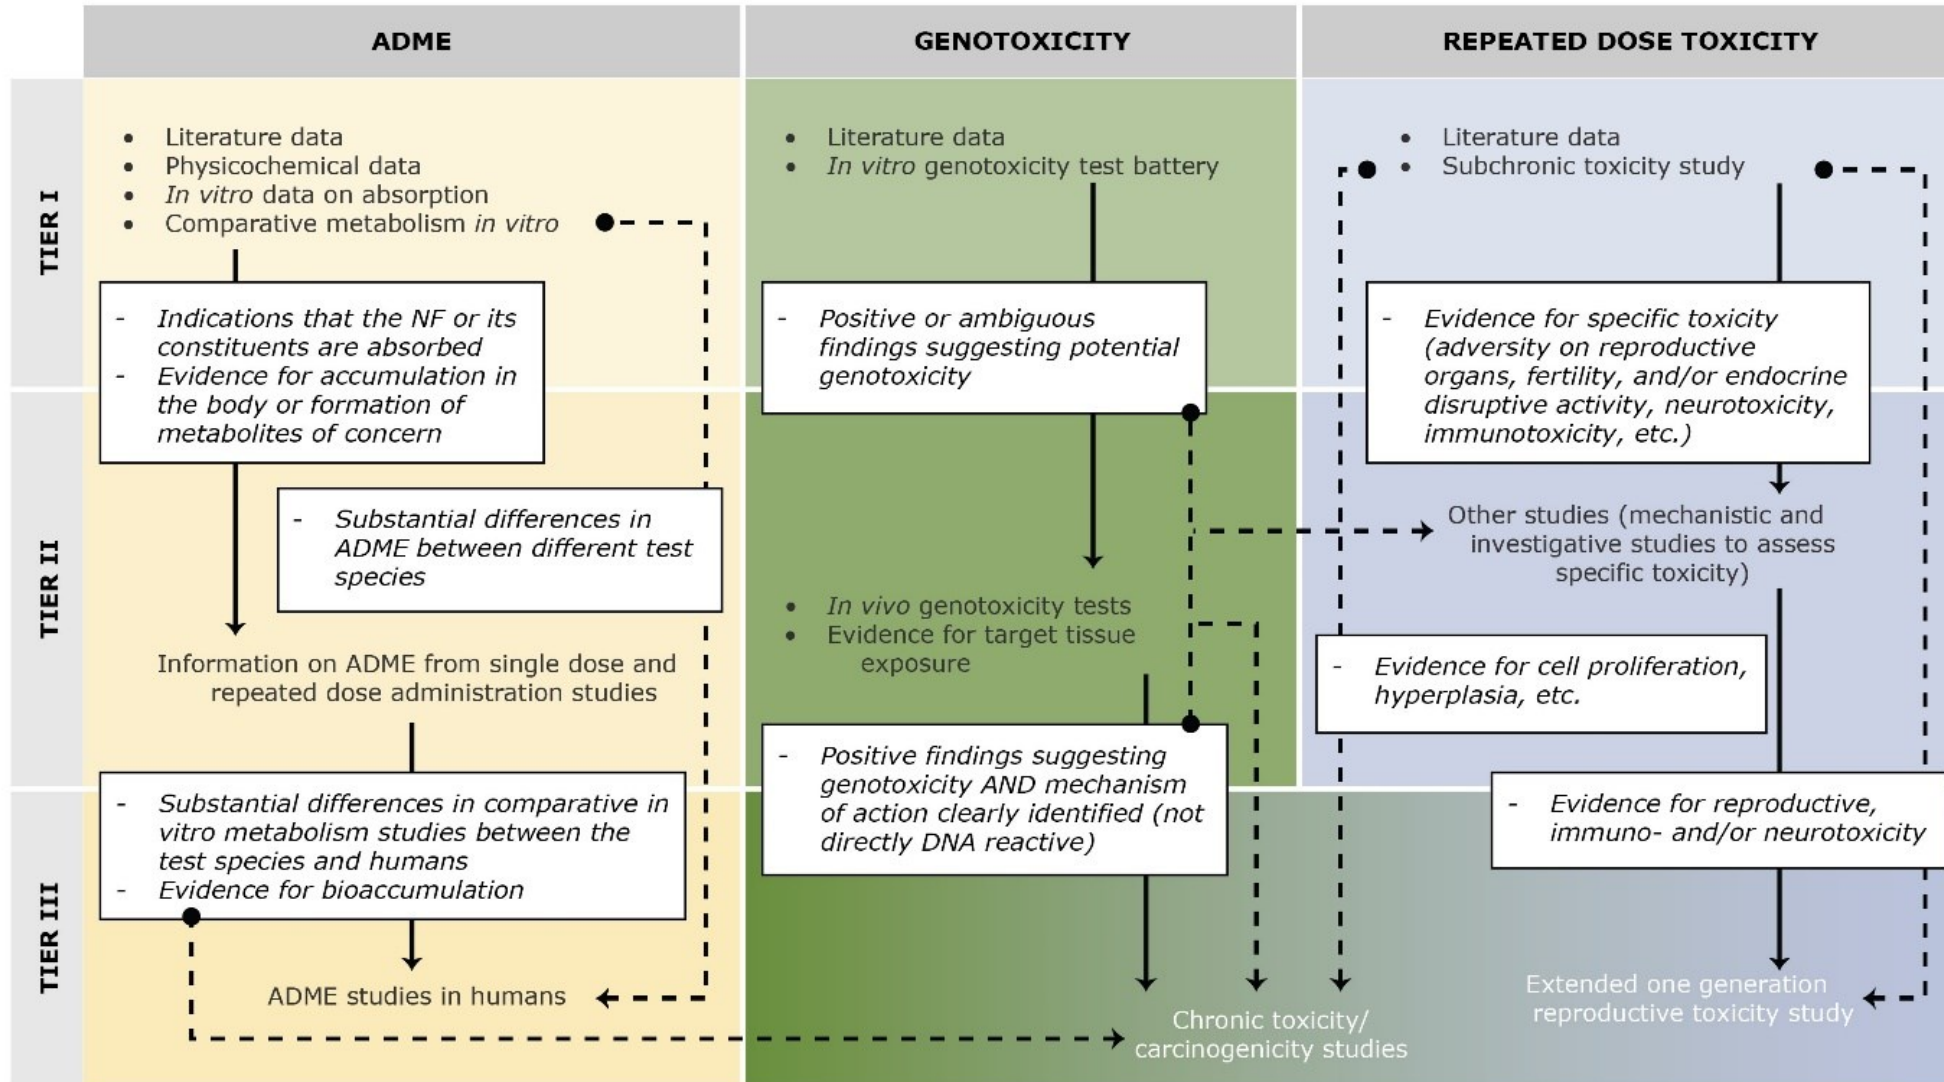 ADME
GENOTOXICITY
REPEATED DOSE TOXICITY
TIER I
• Literature data
• Physicochemical data
• In vitro data on absorption
• Comparative metabolism in vitro
- Indications that the NF or its
constituents are absorbed
- Evidence for accumulation in
the body or formation of
metabolites of concern
• Literature data
• In vitro genotoxicity test battery
- Positive or ambiguous
findings suggesting potential
genotoxicity
• Literature data
• Subchronic toxicity study
- Evidence for specific toxicity
(adversity on reproductive
organs, fertility, and/or endocrine
disruptive activity, neurotoxicity,
immunotoxicity, etc.)
TIER II
- Substantial differences in
ADME between different test
species
Information on ADME from single dose and
repeated dose administration studies
• In vivo genotoxicity tests
• Evidence for target tissue
exposure
Other studies (mechanistic and
investigative studies to assess
specific toxicity)
- Evidence for cell proliferation,
hyperplasia, etc.
TIER III
- Substantial differences in comparative in
vitro metabolism studies between the
test species and humans
- Evidence for bioaccumulation
ADME studies in humans
- Positive findings suggesting
genotoxicity AND mechanism
of action clearly identified (not
directly DNA reactive)
Chronic toxicity/
carcinogenicity studies
- Evidence for reproductive,
immuno- and/or neurotoxicity
Extended one generation
reproductive toxicity study